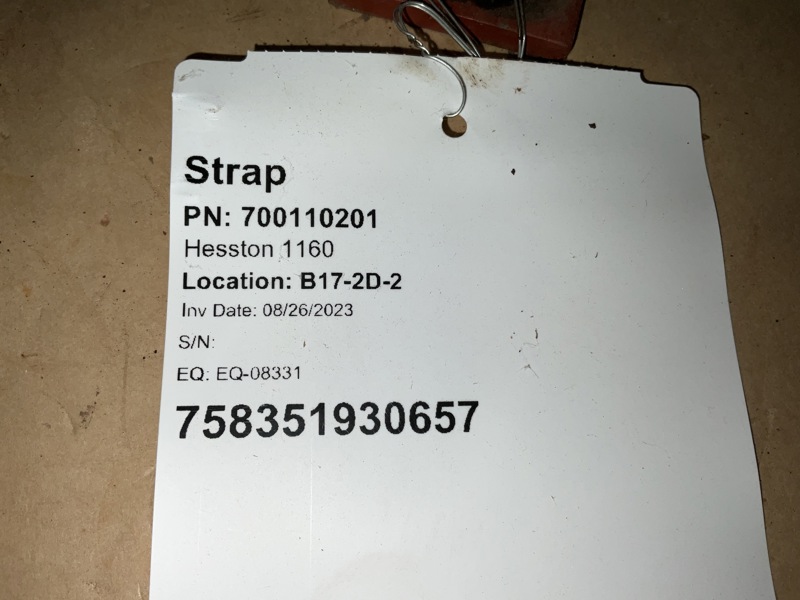 Strap
PN: 700110201
Hesston 1160
Location: B17-2D-2
Inv Date: 08/26/2023
S/N:
EQ: EQ-08331
758351930657